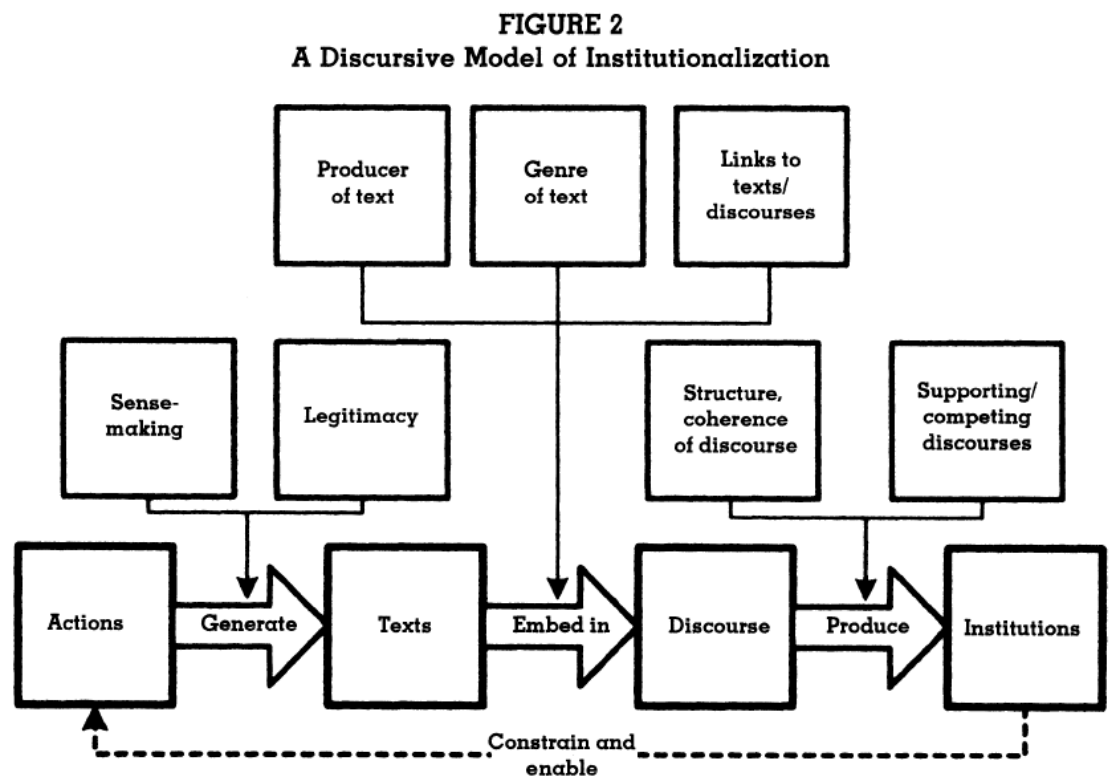 FIGURE 2
A Discursive Model of Institutionalization
Producer
of text
Genre
of text
Links to
texts/
discourses
Sense-
making
Legitimacy
Structure,
coherence
of discourse
Supporting/
competing
discourses
Actions
Generate
Texts
Embed in
Discourse
Produce
Institutions
Constrain and
enable